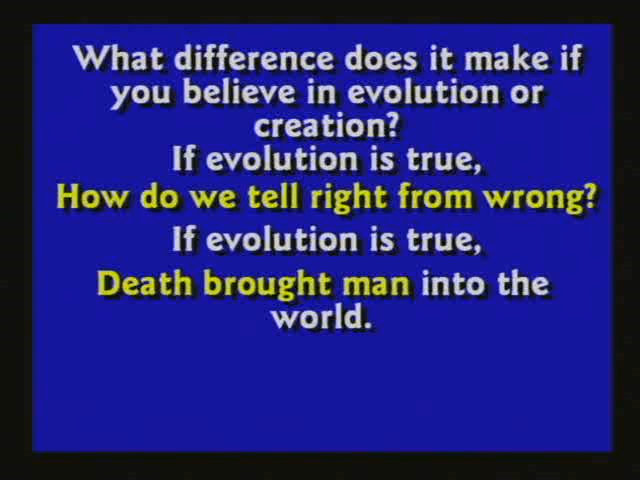 What difference does it make if
you believe in evolution or
creation?
If evolution is true,
How do we tell right from wrong?
If evolution is true,
Death brought man into the
world.